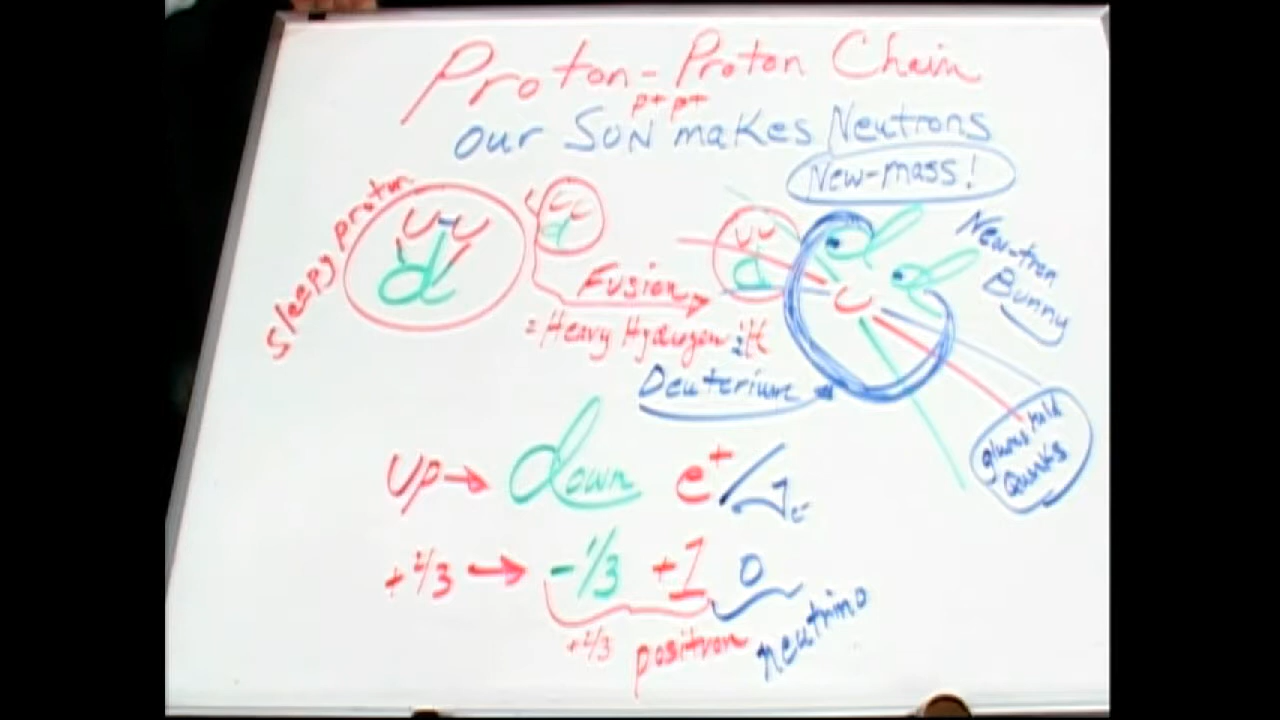 Proton - Proton Chain
p+ p+
our SUN makes Neutrons
New-mass!
sleepy proton
u-u
d
u u
d
Fusion
= Heavy Hydrogen ²H
Deuterium
u u
d
d
d
u
New-tron
Bunny
gluons hold
Quarks
Up → down e+/
+2/3 → -1/3 +1 0
+2/3 positron neutrino